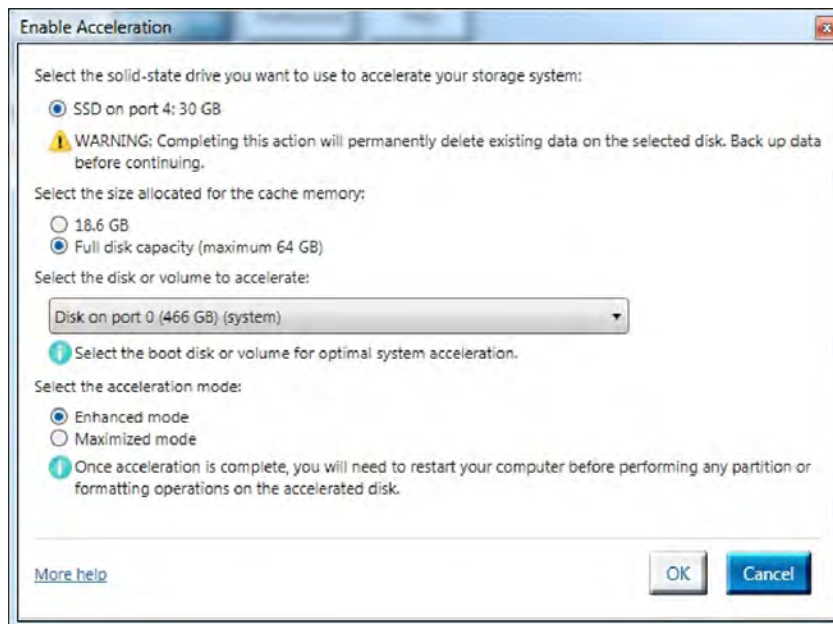 Enable Acceleration
Select the solid-state drive you want to use to accelerate your storage system:
SSD on port 4: 30 GB
WARNING: Completing this action will permanently delete existing data on the selected disk. Back up data
before continuing.
Select the size allocated for the cache memory:
18.6 GB
Full disk capacity (maximum 64 GB)
Select the disk or volume to accelerate:
Disk on port 0 (466 GB) (system)
Select the boot disk or volume for optimal system acceleration.
Select the acceleration mode:
Enhanced mode
Maximized mode
Once acceleration is complete, you will need to restart your computer before performing any partition or
formatting operations on the accelerated disk.
More help
OK
Cancel